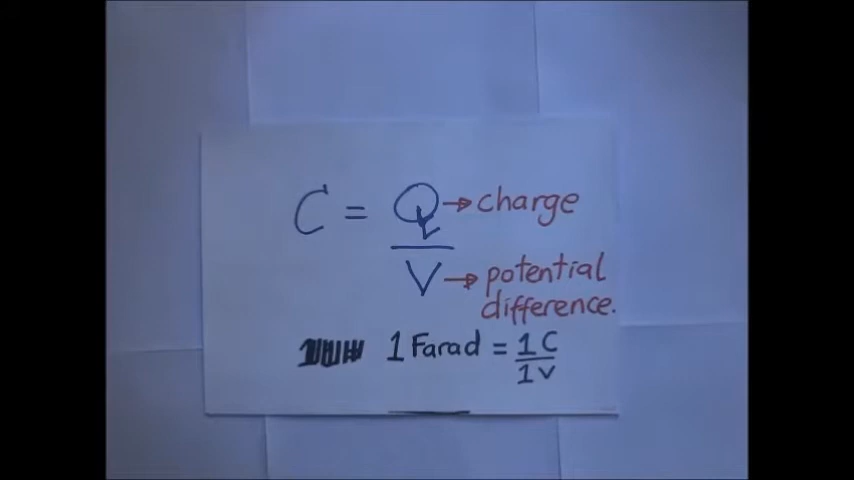 C = Q → charge
V → potential
difference.
1 Farad = 1 C
1 V